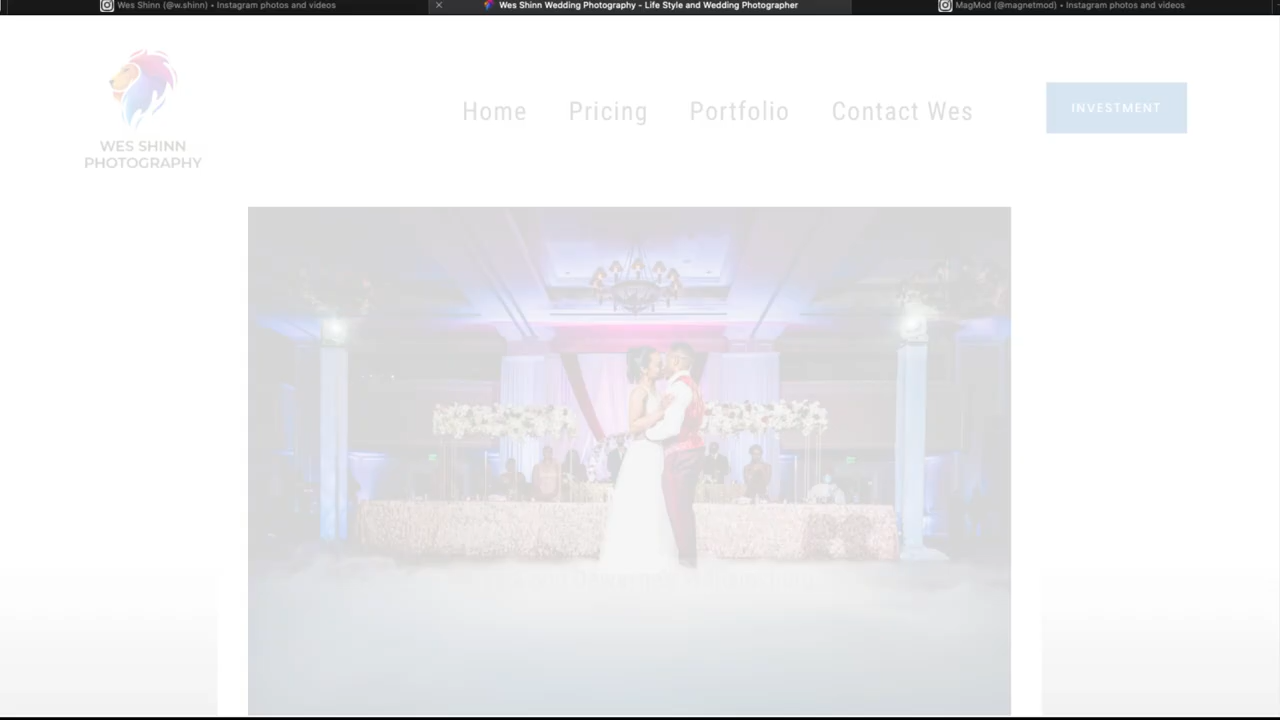 Wes Shinn (@w.shinn) • Instagram photos and videos
Wes Shinn Wedding Photography - Life Style and Wedding Photographer
MagMod (@magnetmod) • Instagram photos and videos
WES SHINN
PHOTOGRAPHY
Home
Pricing
Portfolio
Contact Wes
INVESTMENT